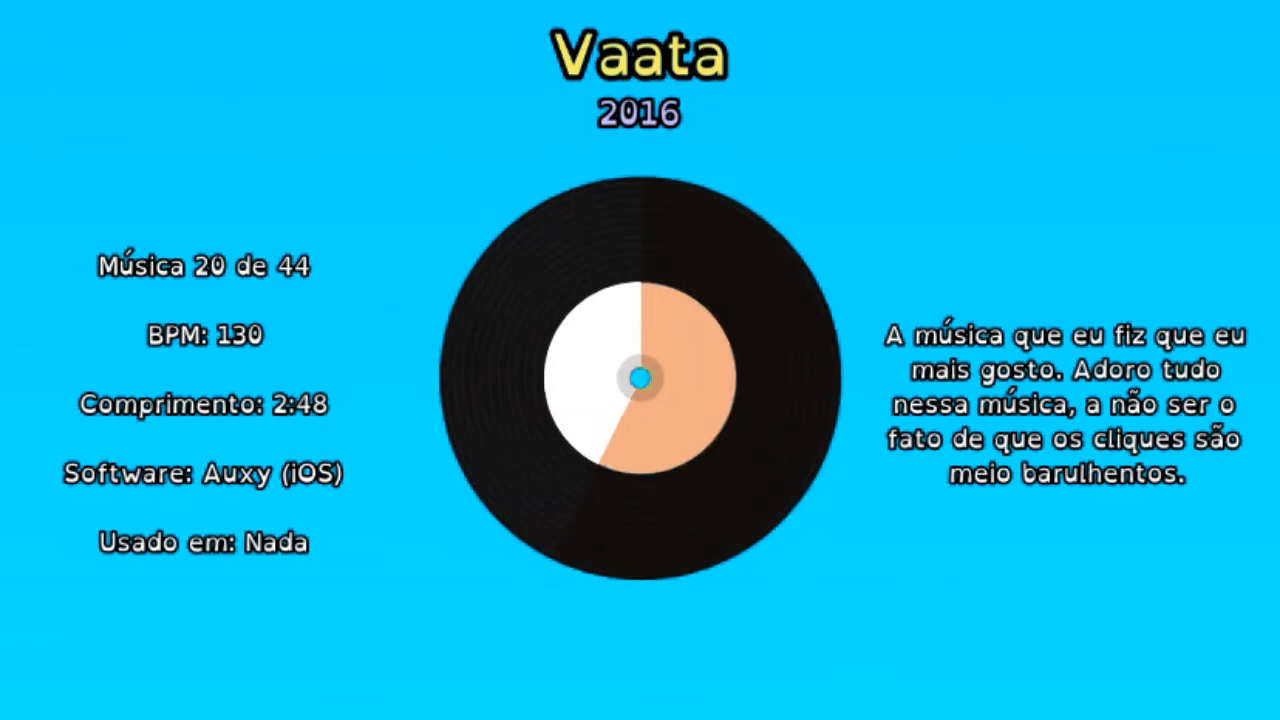 Vaata
2016
Música 20 de 44
BPM: 130
Comprimento: 2:48
Software: Auxy (iOS)
Usado em: Nada
A música que eu fiz que eu
mais gosto. Adoro tudo
nessa música, a não ser o
fato de que os cliques são
meio barulhentos.